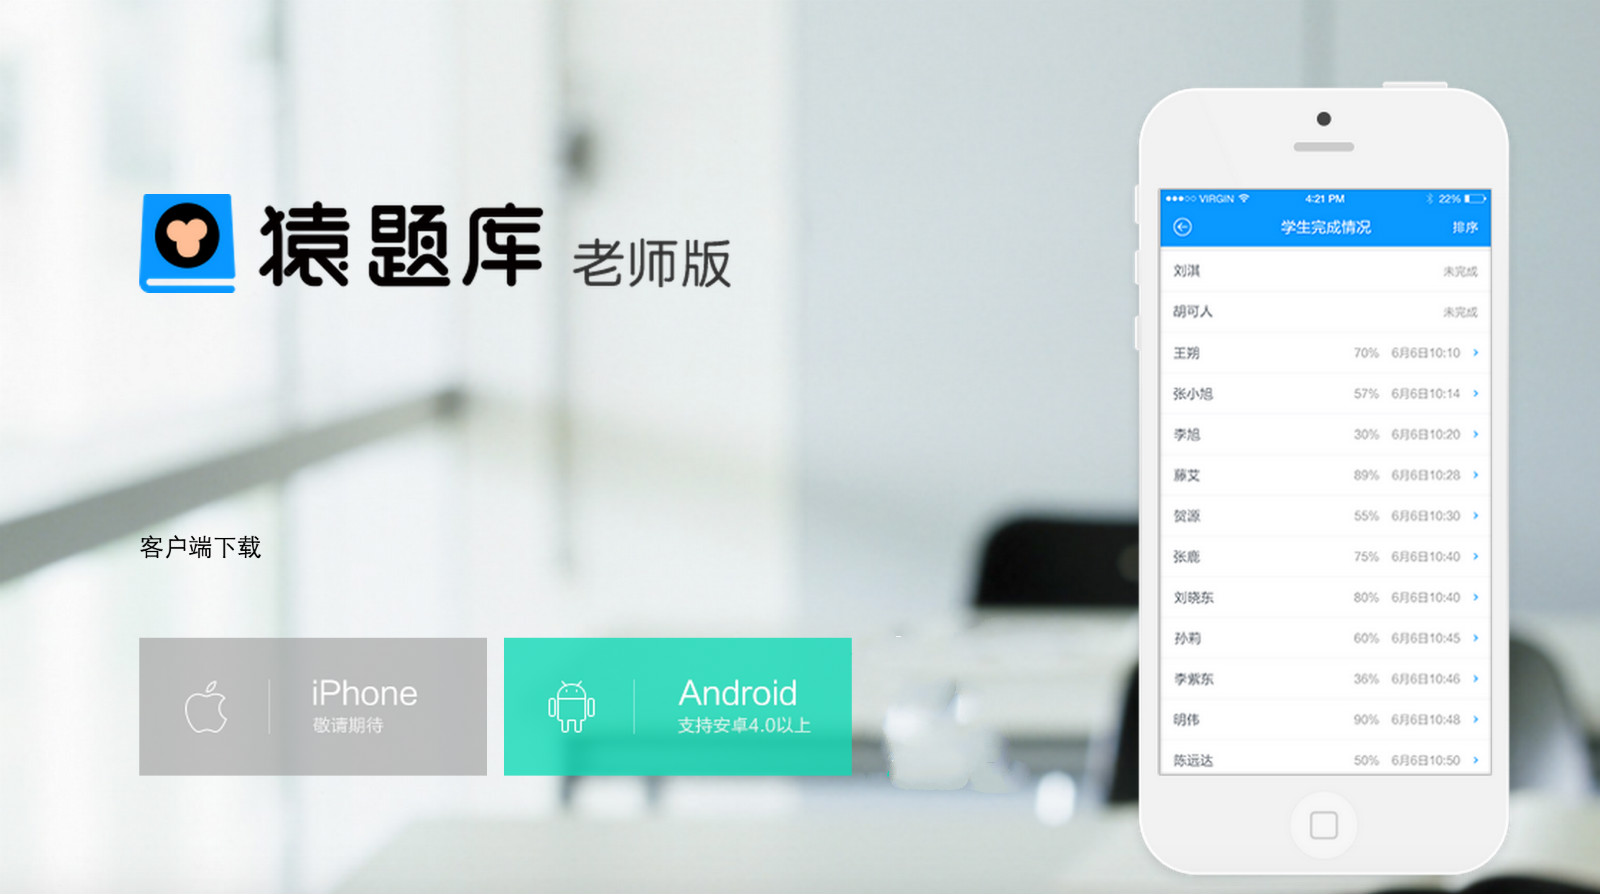 猿题库 老师版
客户端下载
iPhone
敬请期待
Android
支持安卓4.0以上
VIRGIN 4:21 PM 22%
学生完成情况 排序
刘淇 未完成
胡可人 未完成
王朔 70% 6月6日10:10
张小旭 57% 6月6日10:14
李旭 30% 6月6日10:20
藤艾 89% 6月6日10:28
贺源 55% 6月6日10:30
张鹿 75% 6月6日10:40
刘晓东 80% 6月6日10:40
孙莉 60% 6月6日10:45
李紫东 36% 6月6日10:46
明伟 90% 6月6日10:48
陈远达 50% 6月6日10:50